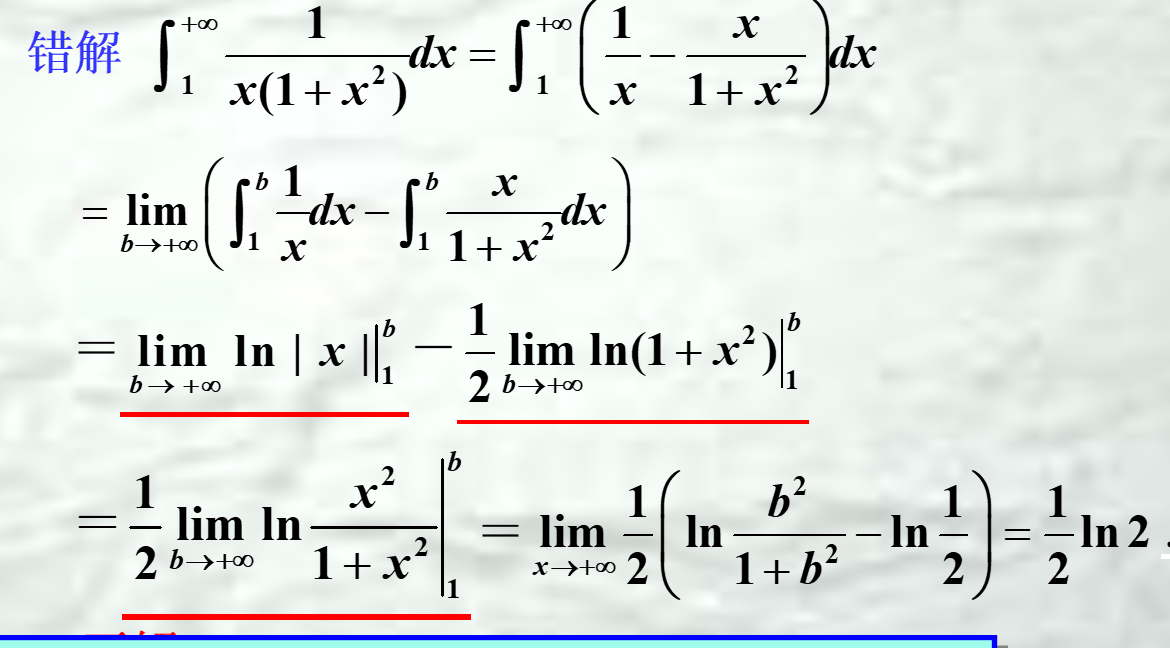 错解 ∫₁^{+∞} 1/(x(1+x²)) dx = ∫₁^{+∞} (1/x − x/(1+x²)) dx
= lim_{b→+∞} (∫₁^b 1/x dx − ∫₁^b x/(1+x²) dx)
= lim_{b→+∞} ln|x| |₁^b − 1/2 lim_{b→+∞} ln(1+x²) |₁^b
= 1/2 lim_{b→+∞} ln x²/(1+x²) |₁^b = lim_{x→+∞} 1/2 (ln b²/(1+b²) − ln 1/2) = 1/2 ln 2 .